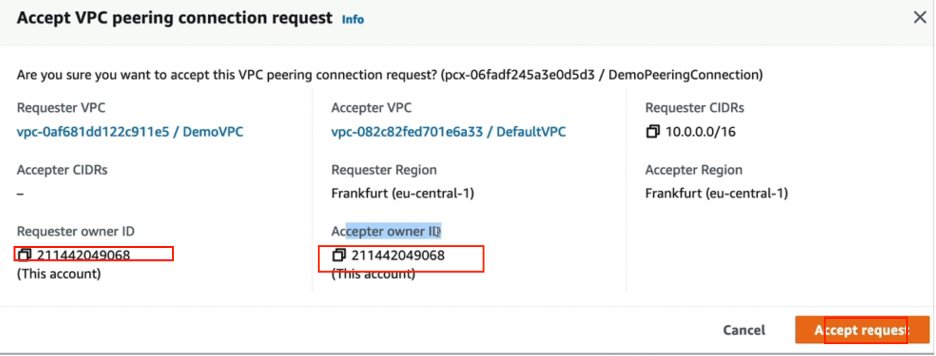 Accept VPC peering connection request Info
Are you sure you want to accept this VPC peering connection request? (pcx-06fadf245a3e0d5d3 / DemoPeeringConnection)
Requester VPC
vpc-0af681dd122c911e5 / DemoVPC
Accepter VPC
vpc-082c82fed701e6a33 / DefaultVPC
Requester CIDRs
10.0.0.0/16
Accepter CIDRs
–
Requester Region
Frankfurt (eu-central-1)
Accepter Region
Frankfurt (eu-central-1)
Requester owner ID
211442049068
(This account)
Accepter owner ID
211442049068
(This account)
Cancel
Accept request